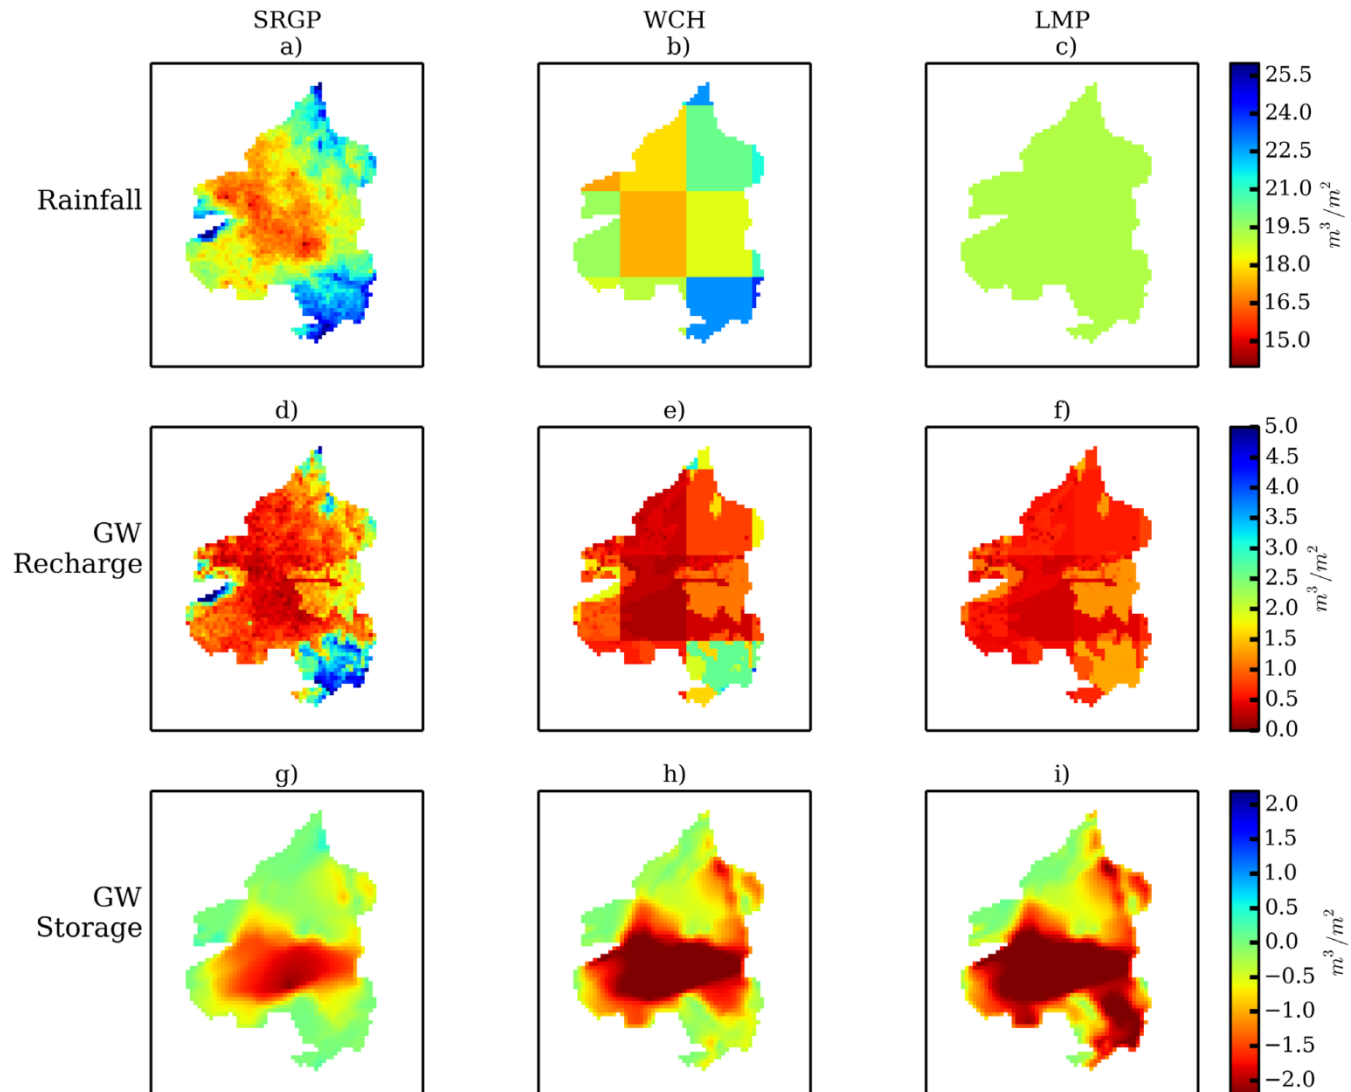 SRGP
WCH
LMP
a)
b)
c)
Rainfall
25.5
24.0
22.5
21.0
19.5
18.0
16.5
15.0
m³/m²
d)
e)
f)
GW
Recharge
5.0
4.5
4.0
3.5
3.0
2.5
2.0
1.5
1.0
0.5
0.0
m³/m²
g)
h)
i)
GW
Storage
2.0
1.5
1.0
0.5
0.0
−0.5
−1.0
−1.5
−2.0
m³/m²